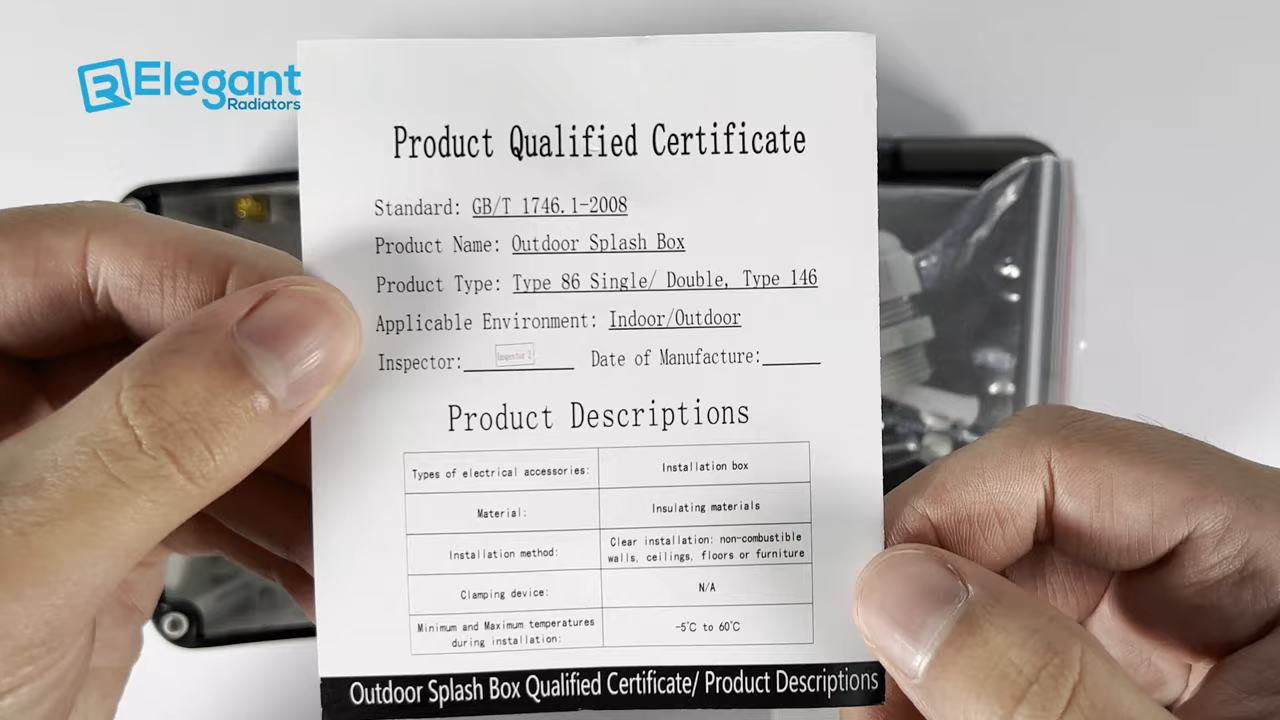 Elegant
Radiators
Product Qualified Certificate
Standard: GB/T 1746.1-2008
Product Name: Outdoor Splash Box
Product Type: Type 86 Single/ Double, Type 146
Applicable Environment: Indoor/Outdoor
Inspector: Inspector 2 Date of Manufacture:
Product Descriptions
Types of electrical accessories: Installation box
Material: Insulating materials
Installation method: Clear installation: non-combustible
walls, ceilings, floors or furniture
Clamping device: N/A
Minimum and Maximum temperatures
during installation: -5℃ to 60℃
Outdoor Splash Box Qualified Certificate/ Product Descriptions